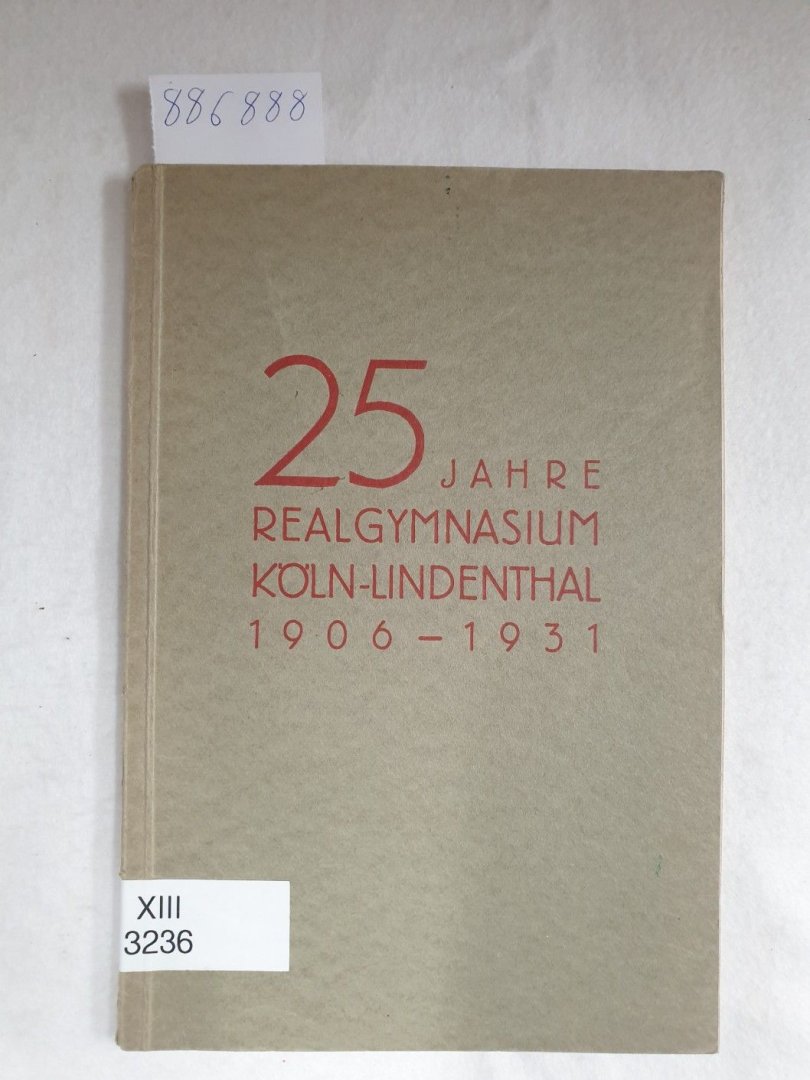 886888
25 JAHRE
REALGYMNASIUM
KÖLN-LINDENTHAL
1906 – 1931
XIII
3236